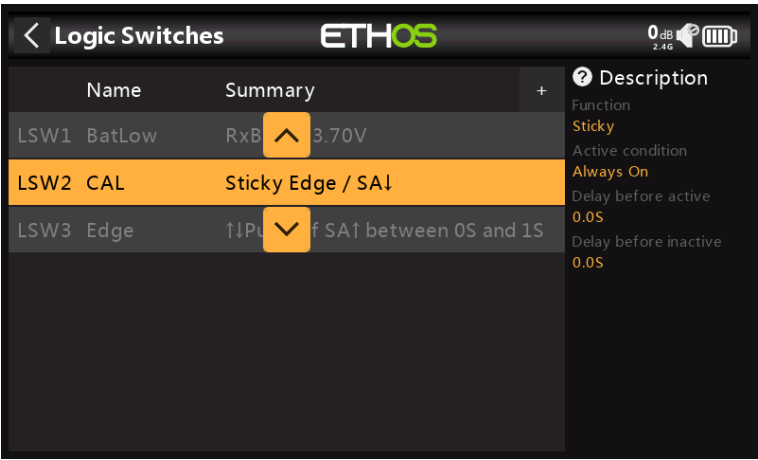 Logic Switches
ETHOS
0dB
2.4G
Name Summary +
LSW1 BatLow RxB 3.70V
LSW2 CAL Sticky Edge / SA↓
LSW3 Edge ↑↓Pu f SA↑ between 0S and 1S
? Description
Function
Sticky
Active condition
Always On
Delay before active
0.0S
Delay before inactive
0.0S